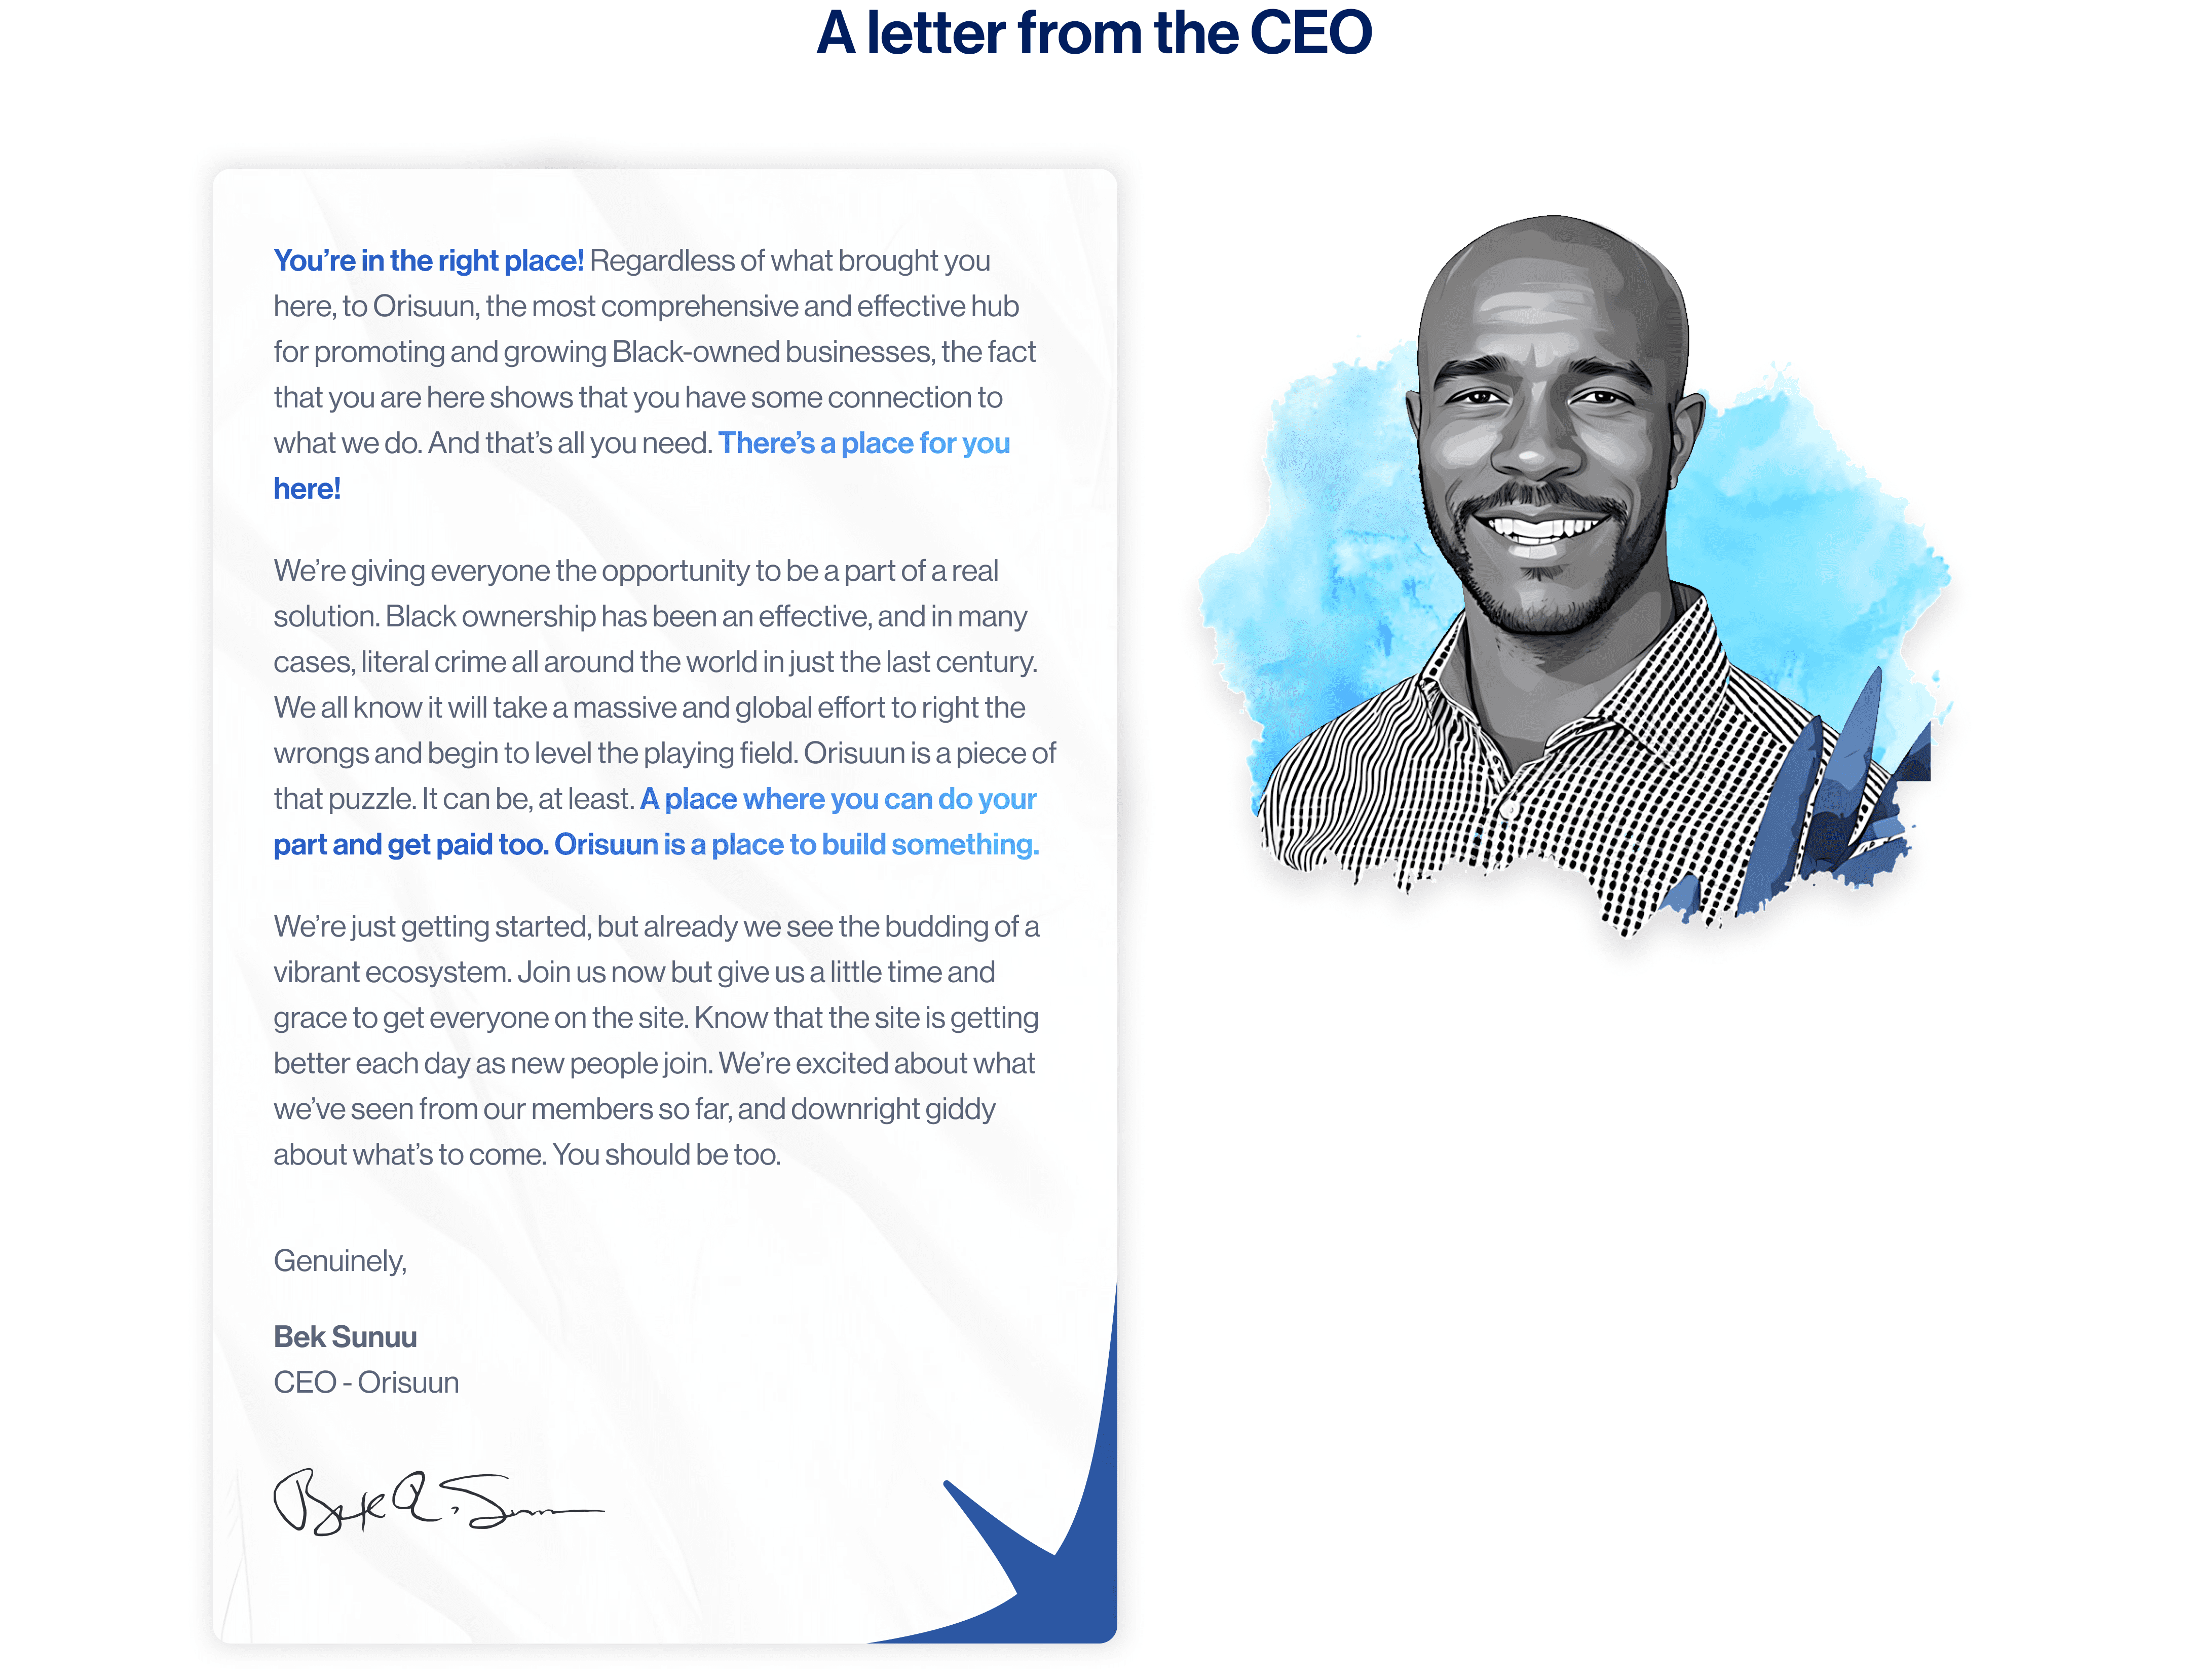 A letter from the CEO
You’re in the right place! Regardless of what brought you
here, to Orisuun, the most comprehensive and effective hub
for promoting and growing Black-owned businesses, the fact
that you are here shows that you have some connection to
what we do. And that’s all you need. There’s a place for you
here!
We’re giving everyone the opportunity to be a part of a real
solution. Black ownership has been an effective, and in many
cases, literal crime all around the world in just the last century.
We all know it will take a massive and global effort to right the
wrongs and begin to level the playing field. Orisuun is a piece of
that puzzle. It can be, at least. A place where you can do your
part and get paid too. Orisuun is a place to build something.
We’re just getting started, but already we see the budding of a
vibrant ecosystem. Join us now but give us a little time and
grace to get everyone on the site. Know that the site is getting
better each day as new people join. We’re excited about what
we’ve seen from our members so far, and downright giddy
about what’s to come. You should be too.
Genuinely,
Bek Sunuu
CEO - Orisuun